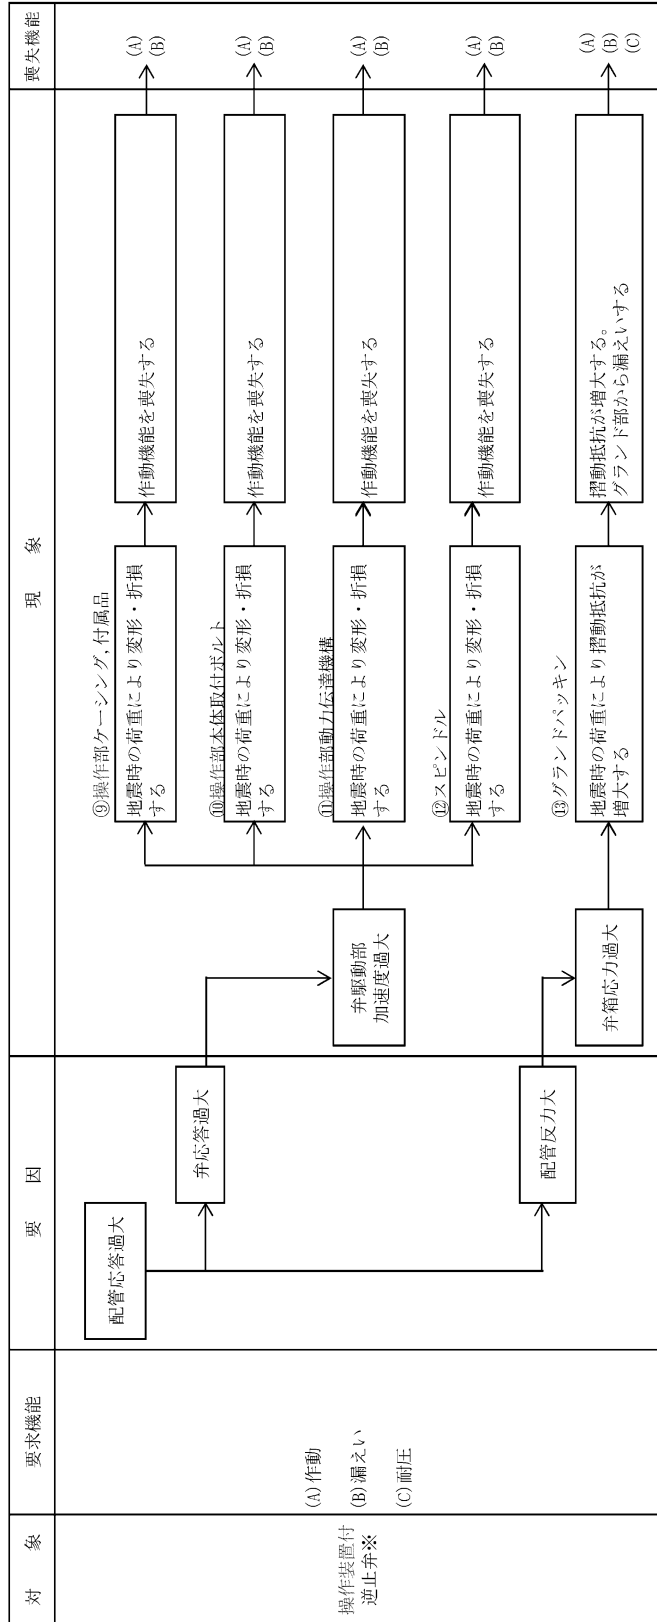 対　象
要求機能
要　因
現　象
喪失機能
操作装置付
逆止弁※
(A)作動
(B)漏えい
(C)耐圧
配管応答過大
弁応答過大
配管反力大
弁駆動部
加速度過大
弁箱応力過大
⑨操作部ケーシング,付属品
地震時の荷重により変形・折損
する
作動機能を喪失する
(A)
(B)
⑩操作部本体取付ボルト
地震時の荷重により変形・折損
する
作動機能を喪失する
(A)
(B)
⑪操作部動力伝達機構
地震時の荷重により変形・折損
する
作動機能を喪失する
(A)
(B)
⑫スピンドル
地震時の荷重により変形・折損
する
作動機能を喪失する
(A)
(B)
⑬グランドパッキン
地震時の荷重により摺動抵抗が
増大する
摺動抵抗が増大する。
グランド部から漏えいする
(A)
(B)
(C)